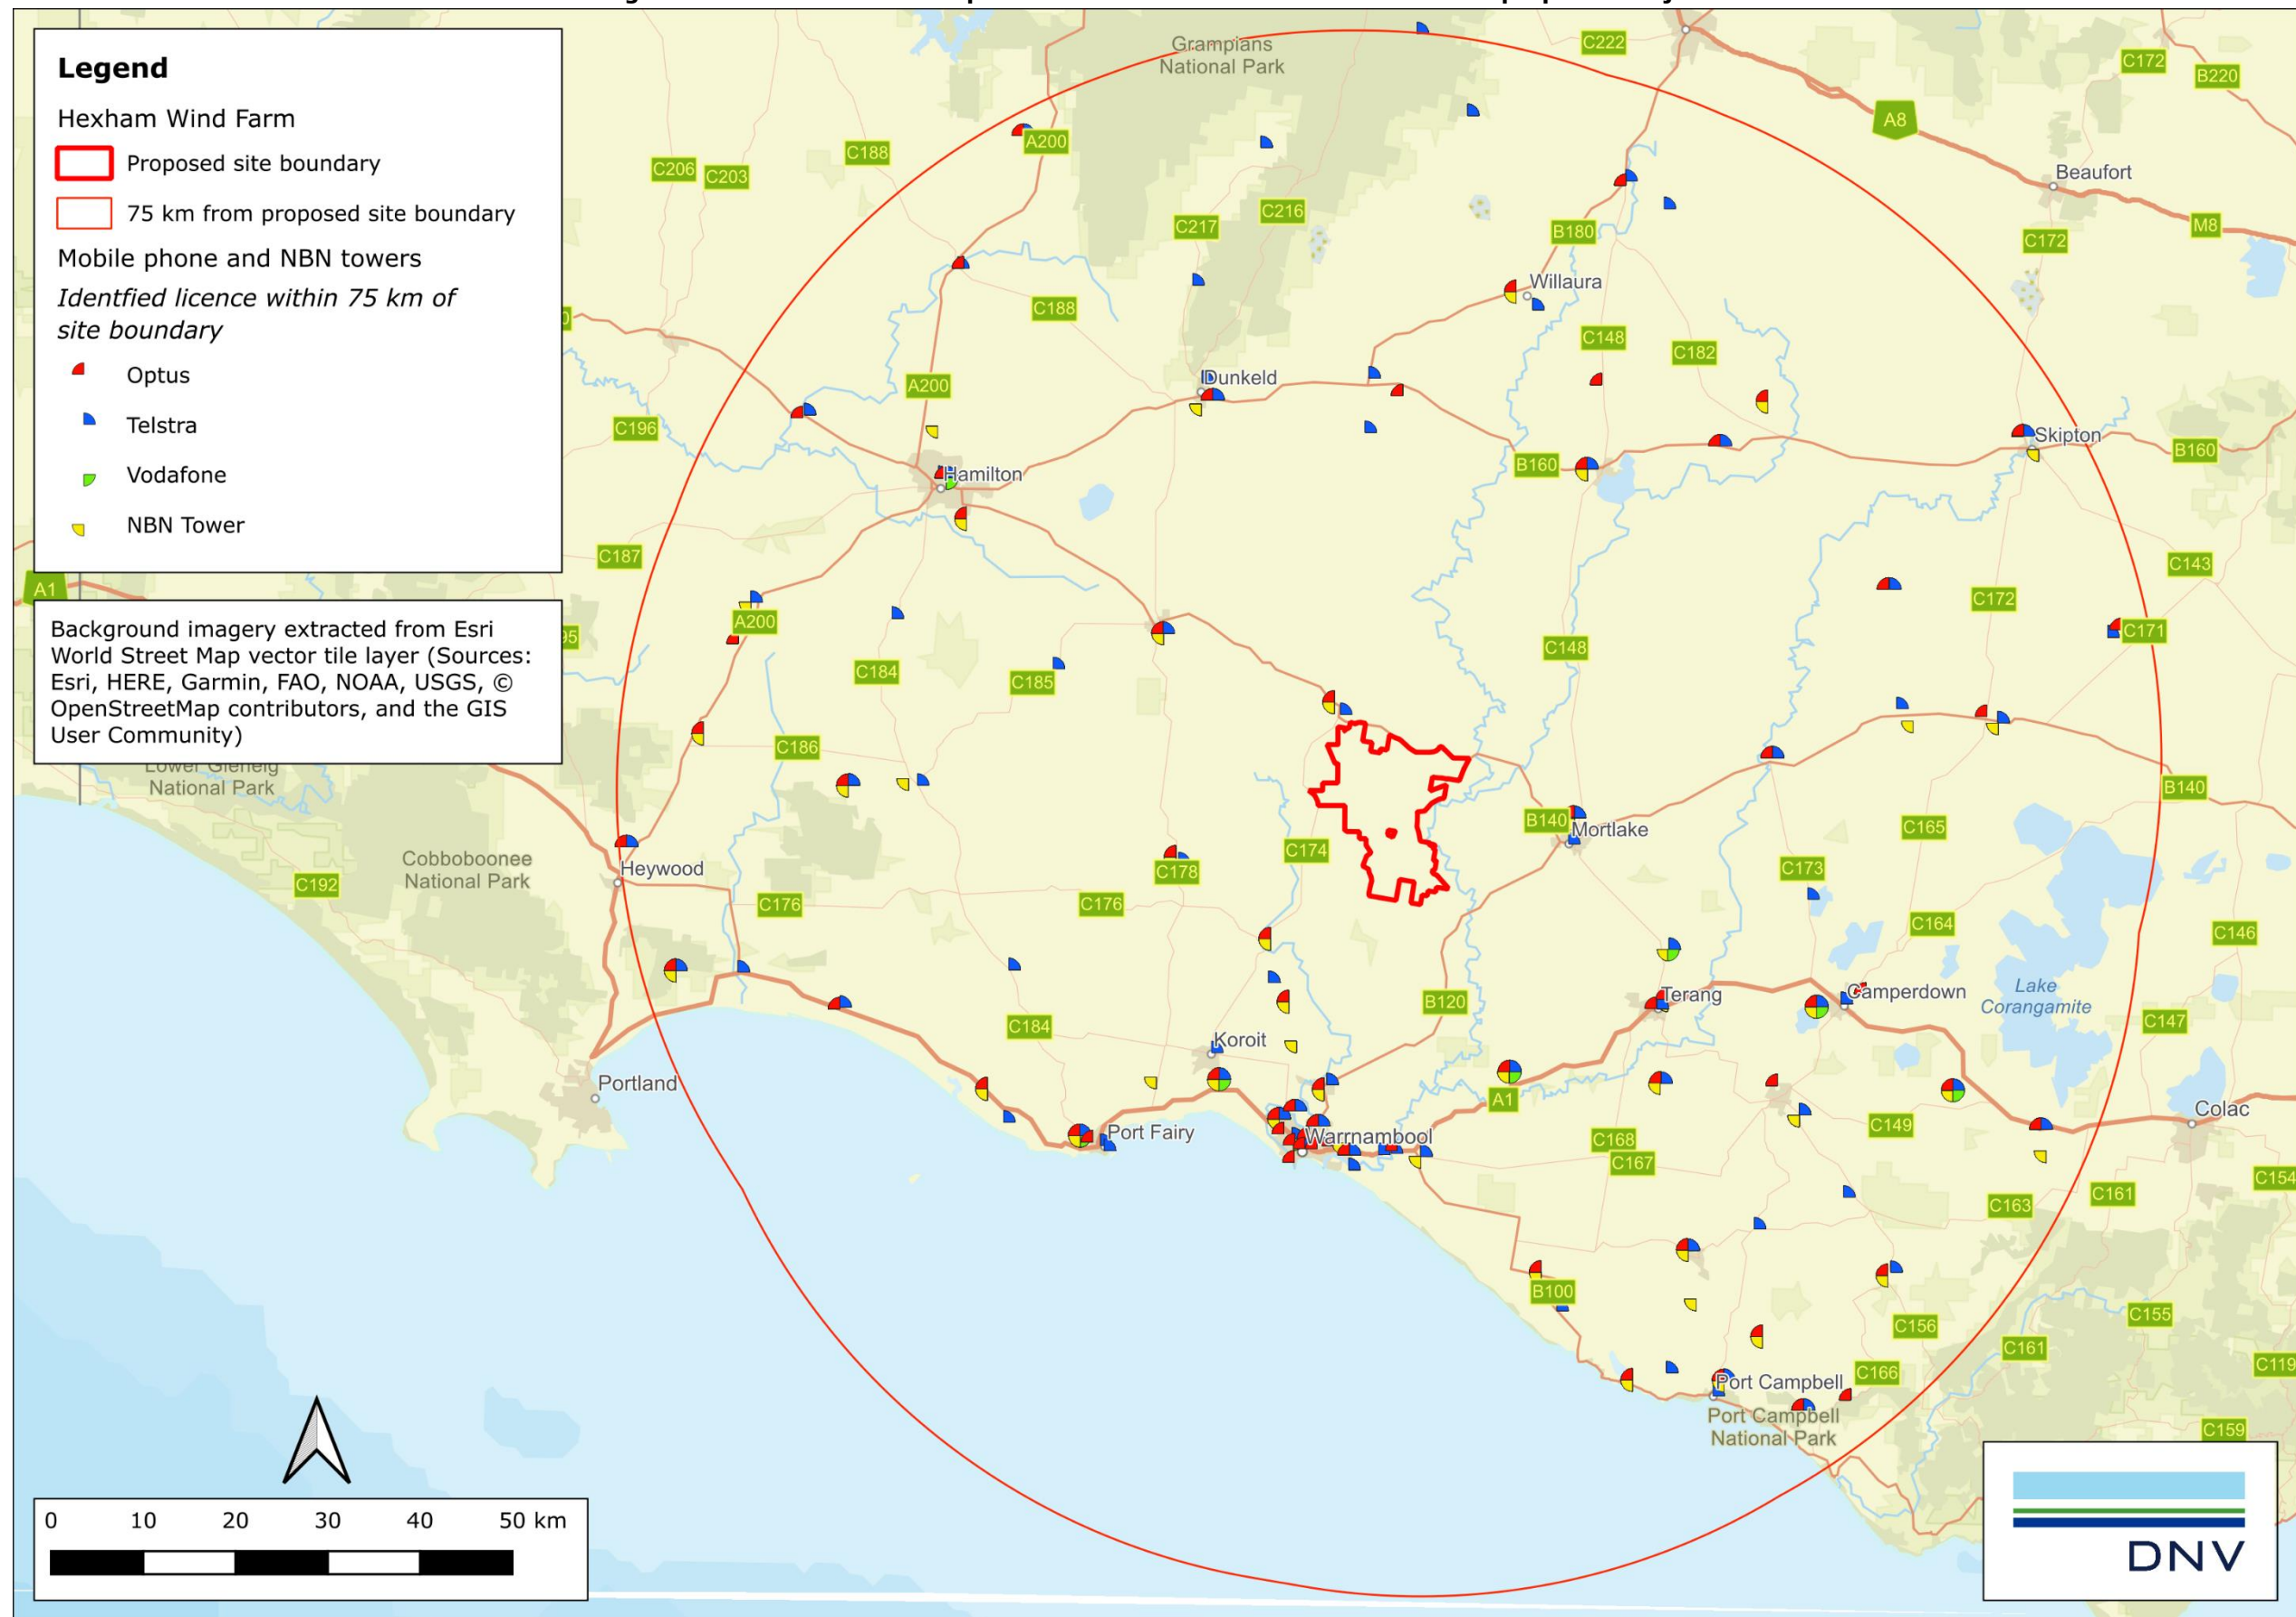 Legend
Hexham Wind Farm
Proposed site boundary
75 km from proposed site boundary
Mobile phone and NBN towers
Identfied licence within 75 km of
site boundary
Optus
Telstra
Vodafone
NBN Tower
Background imagery extracted from Esri
World Street Map vector tile layer (Sources:
Esri, HERE, Garmin, FAO, NOAA, USGS, ©
OpenStreetMap contributors, and the GIS
User Community)
Grampians
National Park
C222
C172
B220
A8
A200
C188
C206
C203
Beaufort
C216
C217
B180
M8
C172
Willaura
C188
C148
C182
Dunkeld
A200
C196
Skipton
B160
B160
Hamilton
C187
C143
A1
C172
A200
95
C171
C148
C184
C185
C186
Lower Glenelg
National Park
B140
B140
Mortlake
C165
C174
Cobboboonee
National Park
Heywood
C178
C173
C192
C176
C176
C164
C146
Lake
Corangamite
Terang
Camperdown
B120
C147
C184
Koroit
Portland
A1
Colac
Port Fairy
Warrnambool
C149
C168
C167
C154
C161
C163
B100
C155
C156
C161
C119
C166
Port Campbell
Port Campbell
National Park
C159
0 10 20 30 40 50 km
DNV